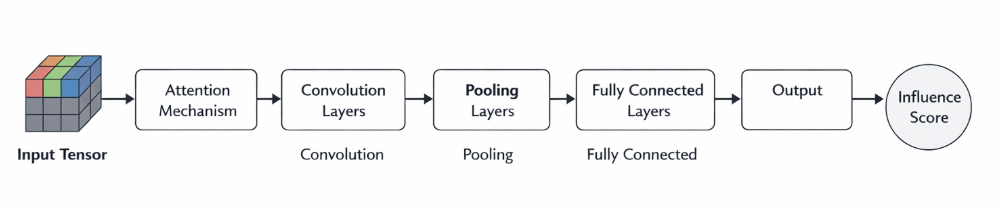 Attention
Mechanism
Convolution
Layers
Pooling
Layers
Fully Connected
Layers
Output
Influence
Score
Input Tensor
Convolution
Pooling
Fully Connected